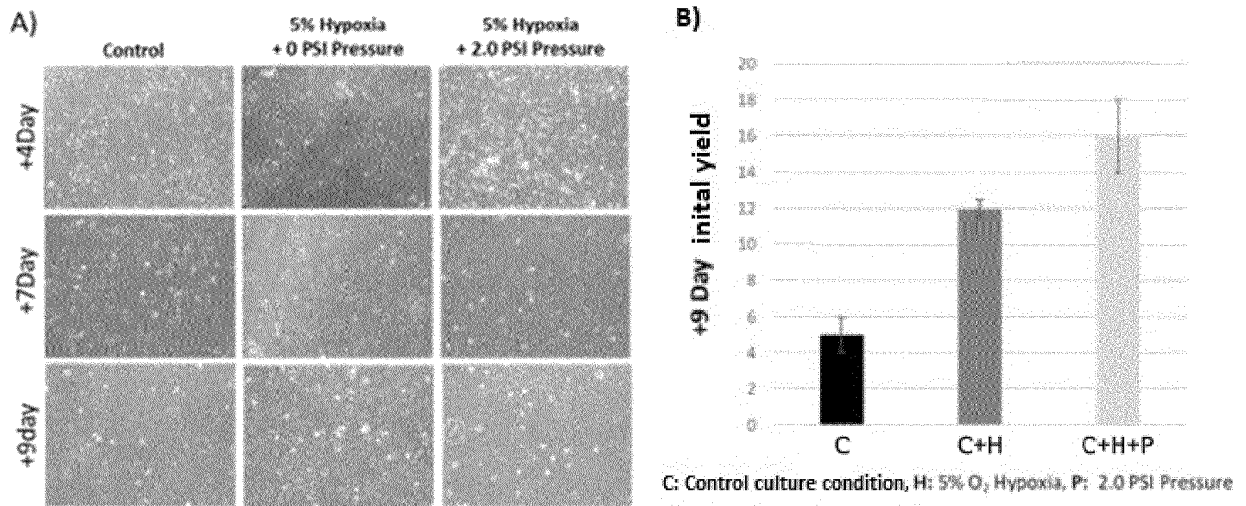 A)
Control
5% Hypoxia
+ 0 PSI Pressure
5% Hypoxia
+ 2.0 PSI Pressure
+4Day
+7Day
+9day
B)
+9 Day inital yield
20
18
16
14
12
10
8
6
4
2
0
C
C+H
C+H+P
C: Control culture condition, H: 5% O₂ Hypoxia, P: 2.0 PSI Pressure